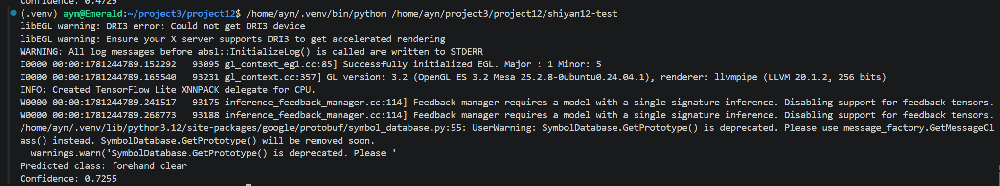 Confidence: 0.4725
(.venv) ayn@Emerald:~/project3/project12$ /home/ayn/.venv/bin/python /home/ayn/project3/project12/shiyan12-test
libEGL warning: DRI3 error: Could not get DRI3 device
libEGL warning: Ensure your X server supports DRI3 to get accelerated rendering
WARNING: All log messages before absl::InitializeLog() is called are written to STDERR
I0000 00:00:1781244789.152292   93095 gl_context_egl.cc:85] Successfully initialized EGL. Major : 1 Minor: 5
I0000 00:00:1781244789.165540   93231 gl_context.cc:357] GL version: 3.2 (OpenGL ES 3.2 Mesa 25.2.8-0ubuntu0.24.04.1), renderer: llvmpipe (LLVM 20.1.2, 256 bits)
INFO: Created TensorFlow Lite XNNPACK delegate for CPU.
W0000 00:00:1781244789.241517   93175 inference_feedback_manager.cc:114] Feedback manager requires a model with a single signature inference. Disabling support for feedback tensors.
W0000 00:00:1781244789.268773   93188 inference_feedback_manager.cc:114] Feedback manager requires a model with a single signature inference. Disabling support for feedback tensors.
/home/ayn/.venv/lib/python3.12/site-packages/google/protobuf/symbol_database.py:55: UserWarning: SymbolDatabase.GetPrototype() is deprecated. Please use message_factory.GetMessageCl
ass() instead. SymbolDatabase.GetPrototype() will be removed soon.
  warnings.warn('SymbolDatabase.GetPrototype() is deprecated. Please '
Predicted class: forehand clear
Confidence: 0.7255